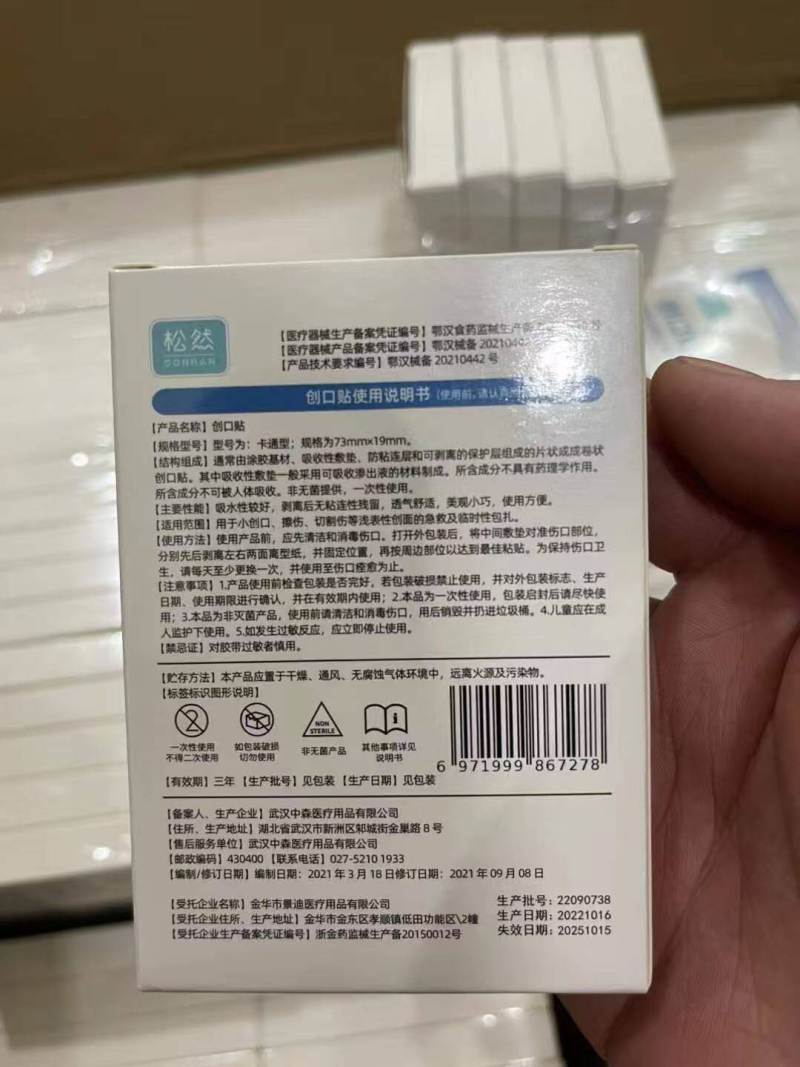 松然
SONRAN
【医疗器械生产备案凭证编号】鄂汉食药监械生产备 号
【医疗器械产品备案凭证编号】鄂汉械备 2021044
【产品技术要求编号】鄂汉械备 20210442 号
创口贴使用说明书(使用前,请认真
【产品名称】创口贴
【规格型号】型号为:卡通型;规格为73mm×19mm。
【结构组成】通常由涂胶基材、吸收性敷垫、防粘连层和可剥离的保护层组成的片状或成卷状
创口贴。其中吸收性敷垫一般采用可吸收渗出液的材料制成。所含成分不具有药理学作用。
所含成分不可被人体吸收。非无菌提供,一次性使用。
【主要性能】吸水性较好,剥离后无粘连性残留,透气舒适,美观小巧,使用方便。
【适用范围】用于小创口、擦伤、切割伤等浅表性创面的急救及临时性包扎。
【使用方法】使用产品前,应先清洁和消毒伤口。打开外包装后,将中间敷垫对准伤口部位,
分别先后剥离左右两面离型纸,并固定位置,再按周边部位以达到最佳粘贴。为保持伤口卫
生,请每天至少更换一次,并使用至伤口痊愈为止。
【注意事项】1.产品使用前检查包装是否完好,若包装破损禁止使用,并对外包装标志、生产
日期、使用期限进行确认,并在有效期内使用;2.本品为一次性使用,包装启封后请尽快使
用;3.本品为非灭菌产品,使用前请清洁和消毒伤口,用后销毁并扔进垃圾桶。4.儿童应在成
人监护下使用。5.如发生过敏反应,应立即停止使用。
【禁忌证】对胶带过敏者慎用。
【贮存方法】本产品应置于干燥、通风、无腐蚀气体环境中,远离火源及污染物。
【标签标识图形说明】
2
NON
STERILE
一次性使用
不得二次使用
如包装破损
切勿使用
非无菌产品
其他事项详见
说明书
6 971999 867278
【有效期】三年【生产批号】见包装【生产日期】见包装
【备案人、生产企业】武汉中森医疗用品有限公司
【住所、生产地址】湖北省武汉市新洲区邾城街金巢路 8 号
【售后服务单位】武汉中森医疗用品有限公司
【邮政编码】430400【联系电话】027-5210 1933
【编制/修订日期】编制日期:2021 年 3 月 18 日修订日期:2021 年 09 月 08 日
【受托企业名称】金华市景迪医疗用品有限公司
【受托企业住所、生产地址】金华市金东区孝顺镇低田功能区\2幢
【受托企业生产备案凭证编号】浙金药监械生产备20150012号
生产批号:22090738
生产日期:20221016
失效日期:20251015